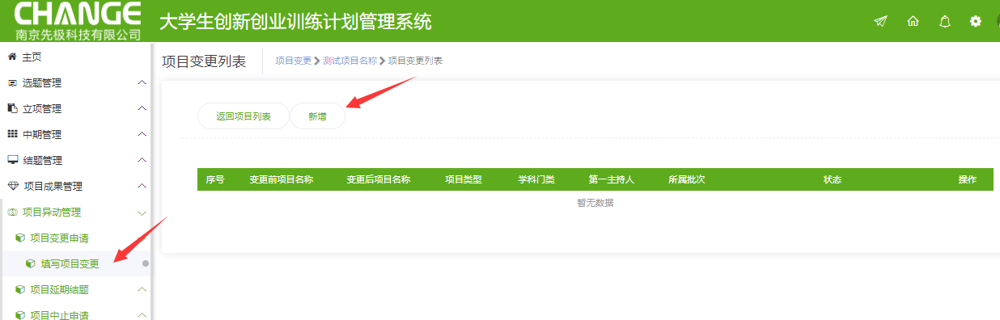 CHANGE
南京先极科技有限公司
大学生创新创业训练计划管理系统
主页
选题管理
立项管理
中期管理
结题管理
项目成果管理
项目异动管理
项目变更申请
填写项目变更
项目延期结题
项目中止申请
项目变更列表
项目变更 测试项目名称 项目变更列表
返回项目列表 新增
序号 变更前项目名称 变更后项目名称 项目类型 学科门类 第一主持人 所属批次 状态 操作
暂无数据